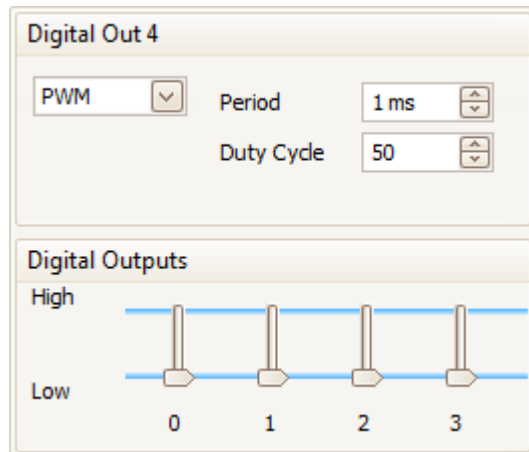 Digital Out 4
PWM Period 1 ms
Duty Cycle 50
Digital Outputs
High
Low
0 1 2 3